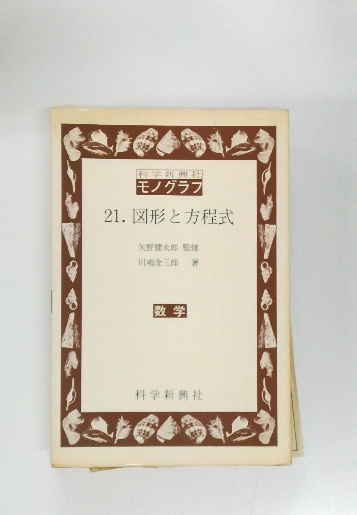 科学新興社
モノグラフ
21. 図形と方程式
矢野健太郎 監修
川嶋金三郎 著
数学
科学新興社